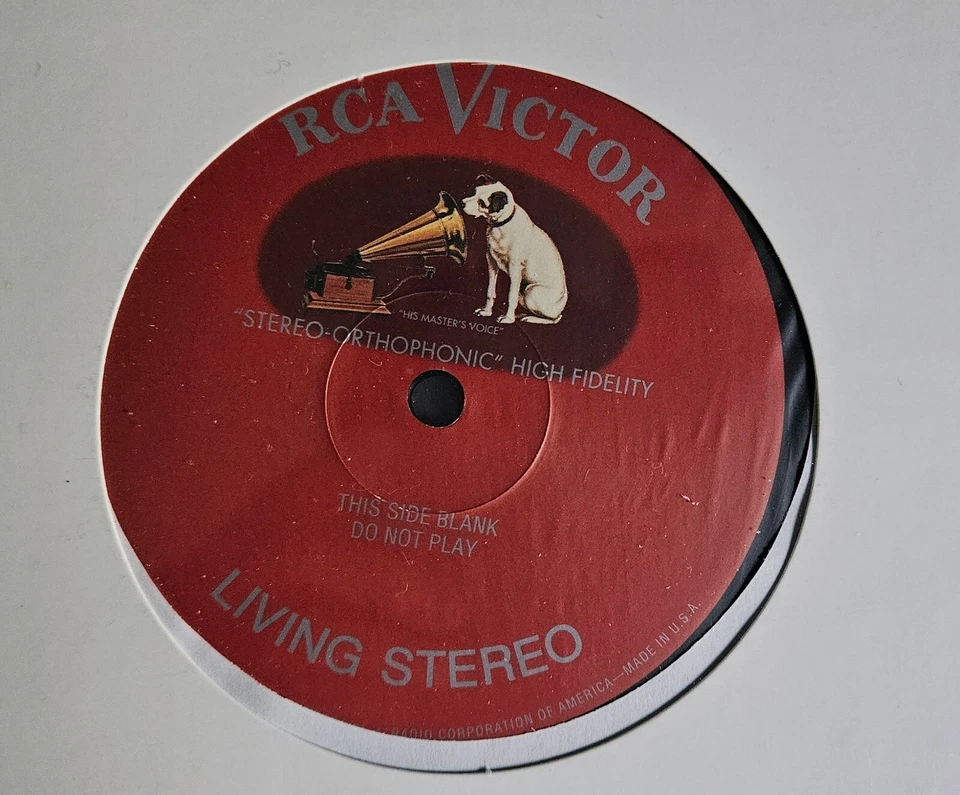 RCA VICTOR
"HIS MASTER'S VOICE"
"STEREO-ORTHOPHONIC" HIGH FIDELITY
THIS SIDE BLANK
DO NOT PLAY
LIVING STEREO
RADIO CORPORATION OF AMERICA—MADE IN U.S.A.